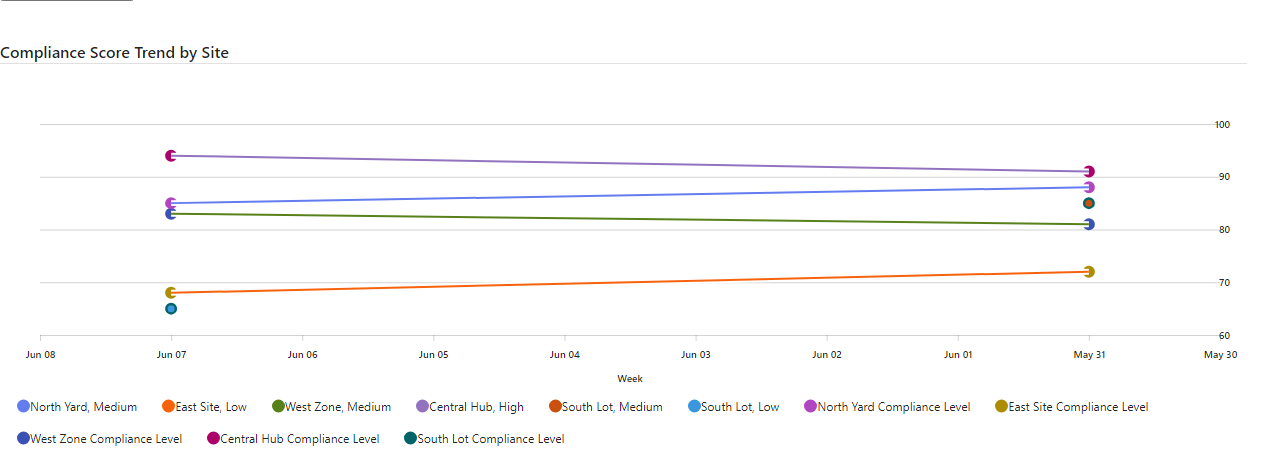 Compliance Score Trend by Site
100
90
80
70
60
Jun 08 Jun 07 Jun 06 Jun 05 Jun 04 Jun 03 Jun 02 Jun 01 May 31 May 30
Week
North Yard, Medium East Site, Low West Zone, Medium Central Hub, High South Lot, Medium South Lot, Low North Yard Compliance Level East Site Compliance Level
West Zone Compliance Level Central Hub Compliance Level South Lot Compliance Level